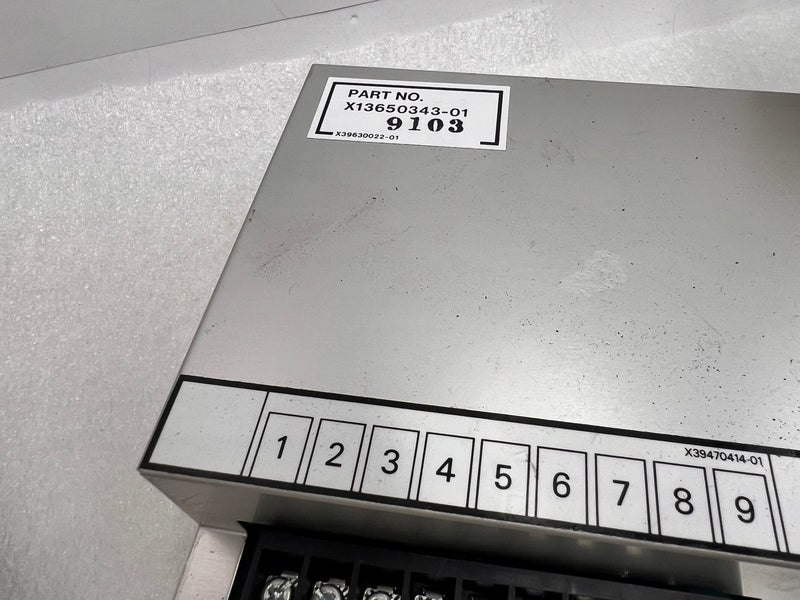 PART NO.
X13650343-01
9103
X39630022-01
X39470414-01
1 2 3 4 5 6 7 8 9